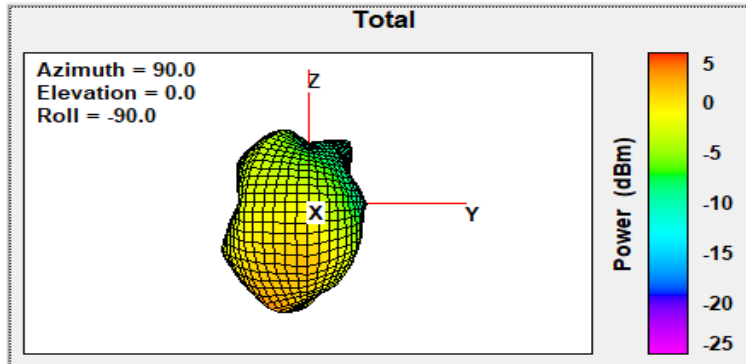 Total
Azimuth = 90.0
Elevation = 0.0
Roll = -90.0
Z
X
Y
Power (dBm)
5
0
-5
-10
-15
-20
-25